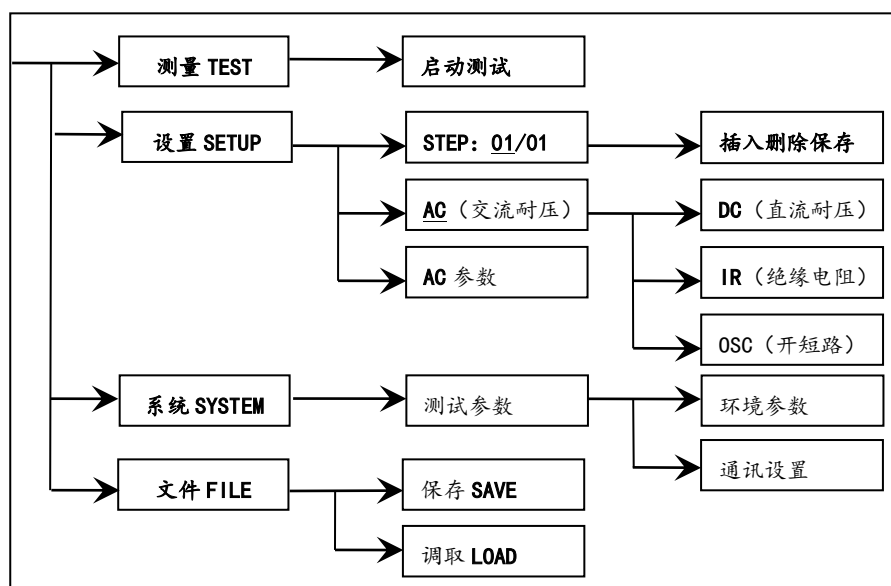 测量 TEST
启动测试
设置 SETUP
STEP: 01/01
插入删除保存
AC（交流耐压）
DC（直流耐压）
AC 参数
IR（绝缘电阻）
OSC（开短路）
系统 SYSTEM
测试参数
环境参数
通讯设置
文件 FILE
保存 SAVE
调取 LOAD